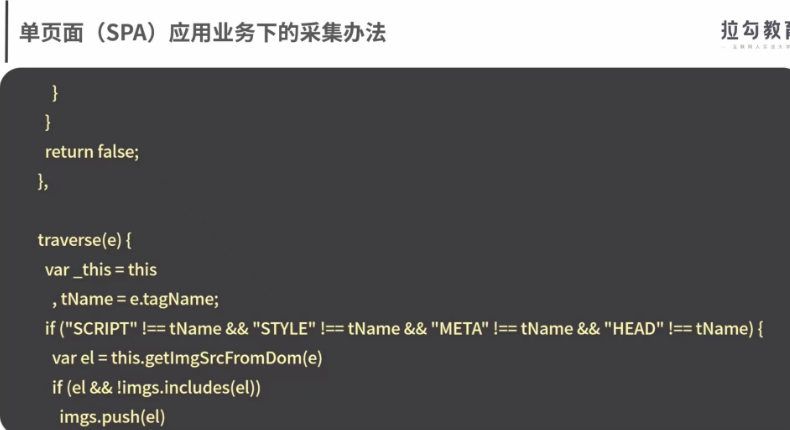 单页面（SPA）应用业务下的采集办法
拉勾教育
}
}
return false;
},
traverse(e) {
var _this = this
, tName = e.tagName;
if ("SCRIPT" !== tName && "STYLE" !== tName && "META" !== tName && "HEAD" !== tName) {
var el = this.getImgSrcFromDom(e)
if (el && !imgs.includes(el))
imgs.push(el)